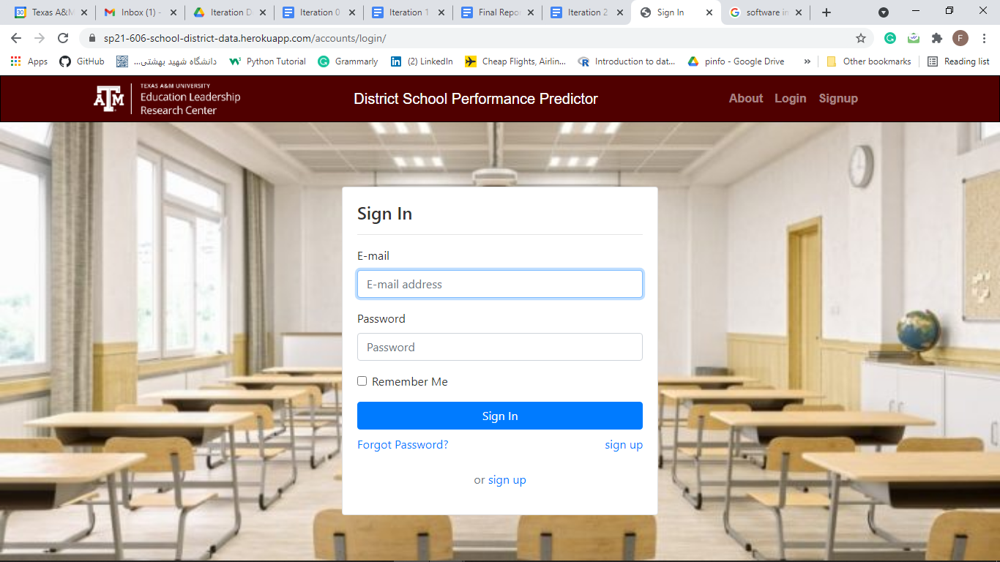 Texas A&M
Inbox (1) -
Iteration D
Iteration 0
Iteration 1
Final Repo
Iteration 2
Sign In
software in
sp21-606-school-district-data.herokuapp.com/accounts/login/
F
Apps
GitHub
دانشگاه شهید بهشتی...
Python Tutorial
Grammarly
(2) LinkedIn
Cheap Flights, Airlin...
Introduction to dat...
pinfo - Google Drive
»
Other bookmarks
Reading list
TEXAS A&M UNIVERSITY
Education Leadership
Research Center
District School Performance Predictor
About
Login
Signup
Sign In
E-mail
E-mail address
Password
Password
Remember Me
Sign In
Forgot Password?
sign up
or sign up